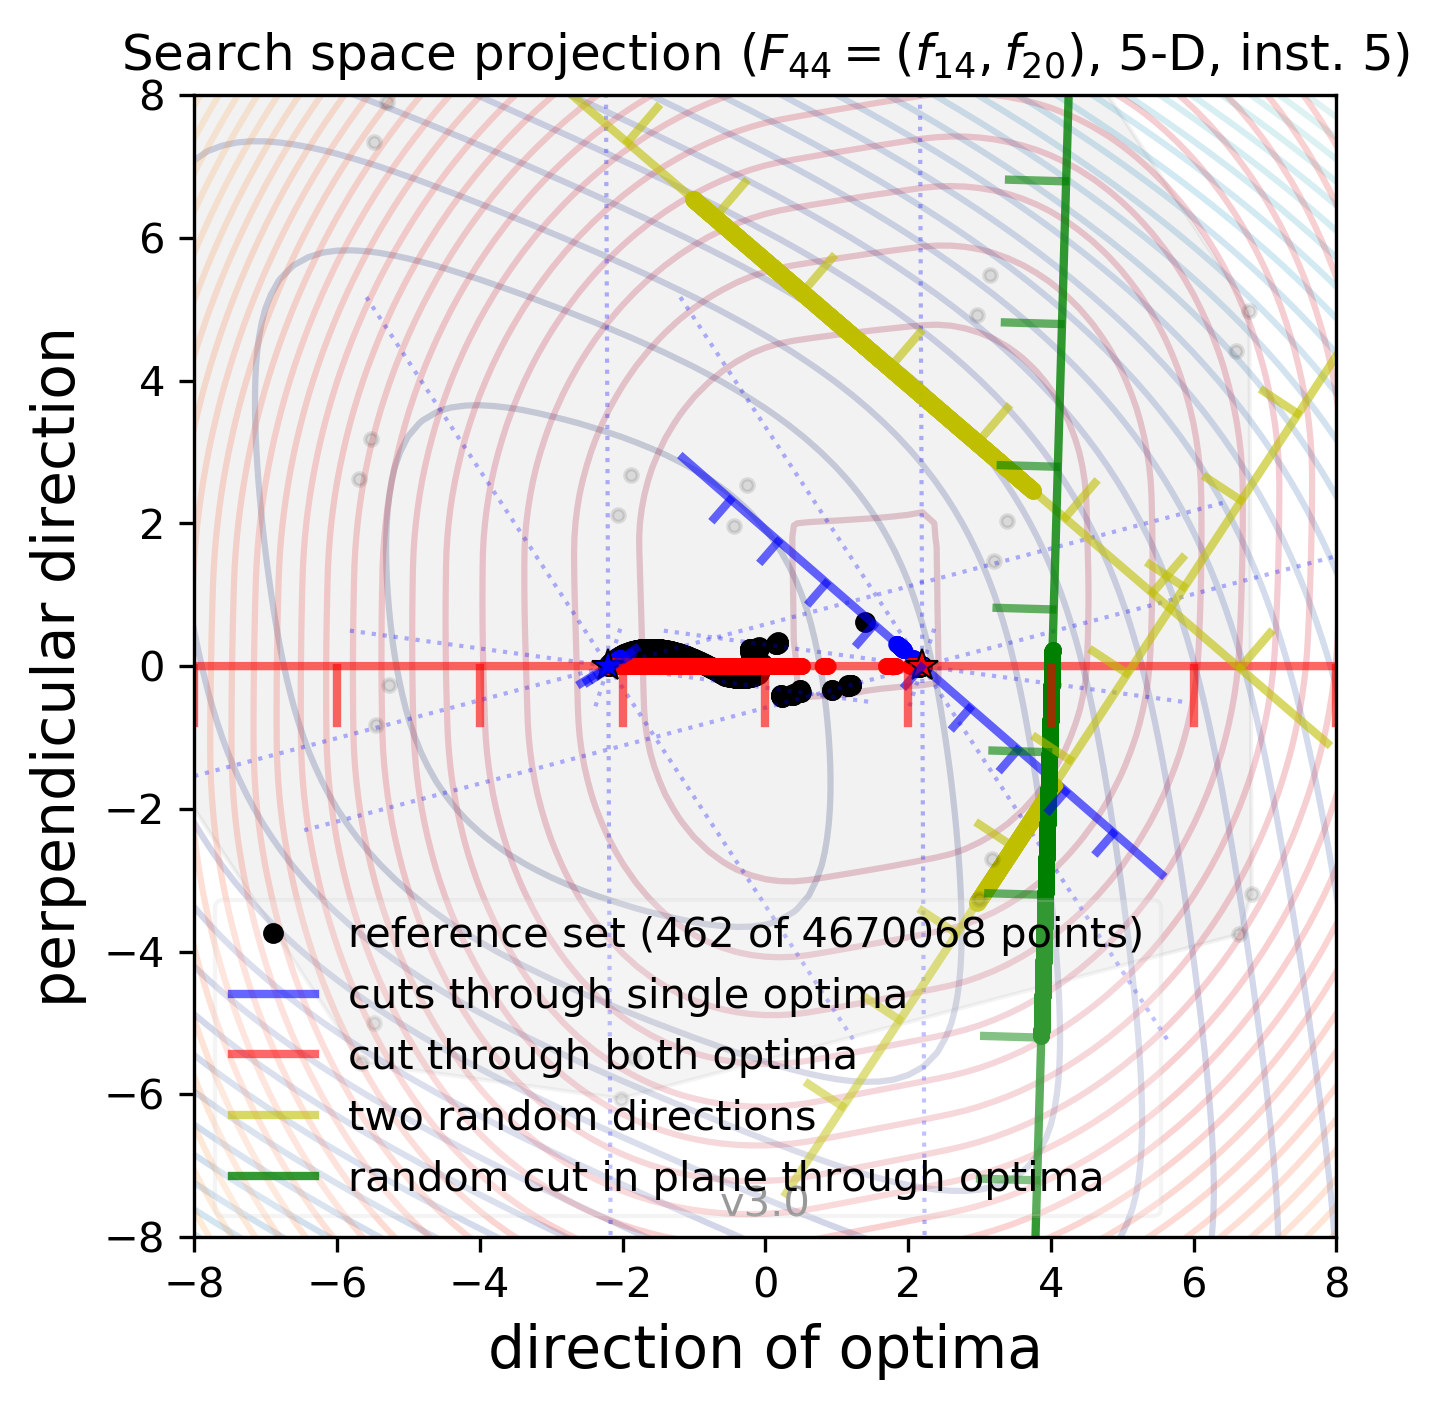 Search space projection (F₄₄ = (f₁₄, f₂₀), 5-D, inst. 5)
perpendicular direction
8
6
4
2
0
−2
−4
−6
−8
reference set (462 of 4670068 points)
cuts through single optima
cut through both optima
two random directions
random cut in plane through optima
v3.0
−8 −6 −4 −2 0 2 4 6 8
direction of optima